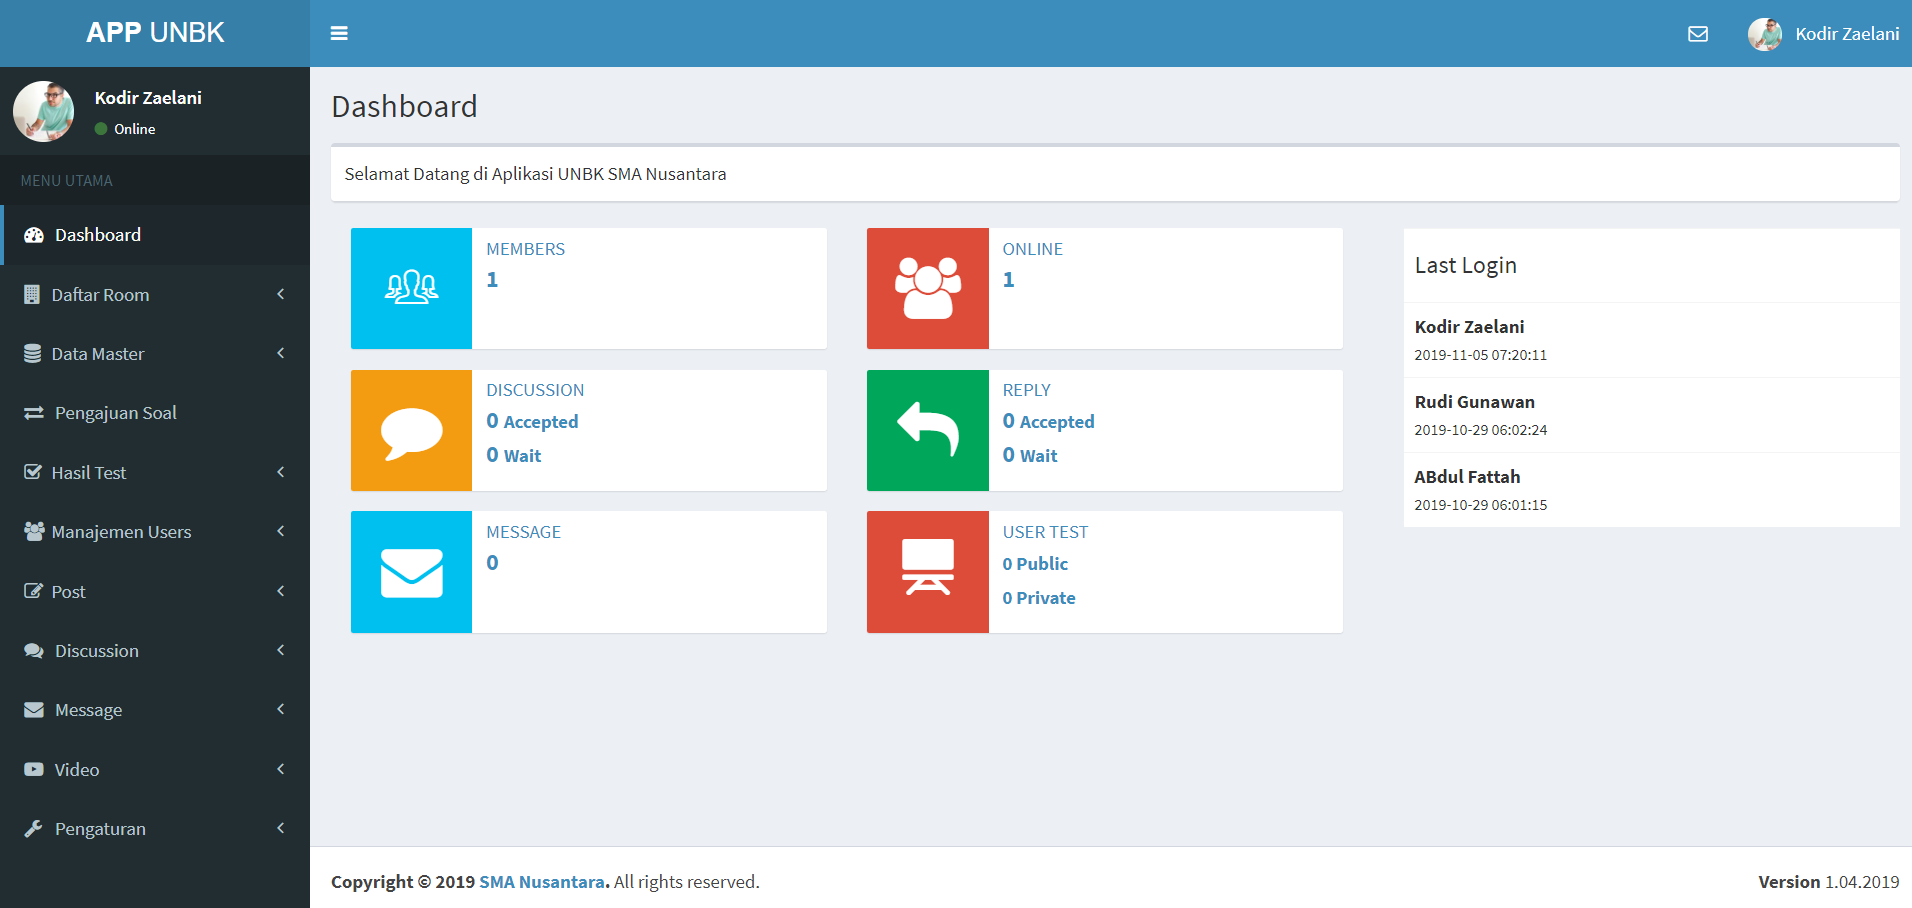 APP UNBK
Kodir Zaelani
Kodir Zaelani
Online
MENU UTAMA
Dashboard
Daftar Room
Data Master
Pengajuan Soal
Hasil Test
Manajemen Users
Post
Discussion
Message
Video
Pengaturan
Dashboard
Selamat Datang di Aplikasi UNBK SMA Nusantara
MEMBERS
1
ONLINE
1
DISCUSSION
0 Accepted
0 Wait
REPLY
0 Accepted
0 Wait
MESSAGE
0
USER TEST
0 Public
0 Private
Last Login
Kodir Zaelani
2019-11-05 07:20:11
Rudi Gunawan
2019-10-29 06:02:24
ABdul Fattah
2019-10-29 06:01:15
Copyright © 2019 SMA Nusantara. All rights reserved.
Version 1.04.2019